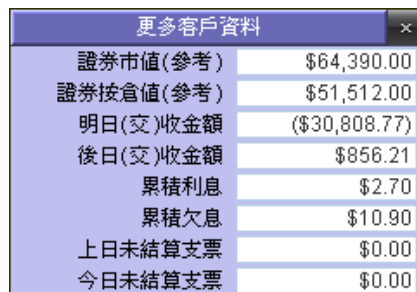 更多客戶資料 ×
證券市值(參考) $64,390.00
證券按倉值(參考) $51,512.00
明日(交)收金額 ($30,808.77)
後日(交)收金額 $856.21
累積利息 $2.70
累積欠息 $10.90
上日未結算支票 $0.00
今日未結算支票 $0.00